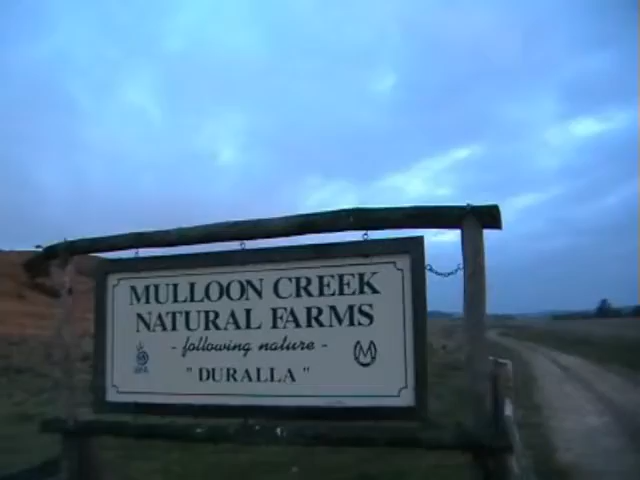 MULLOON CREEK
NATURAL FARMS
- following nature -
"DURALLA"